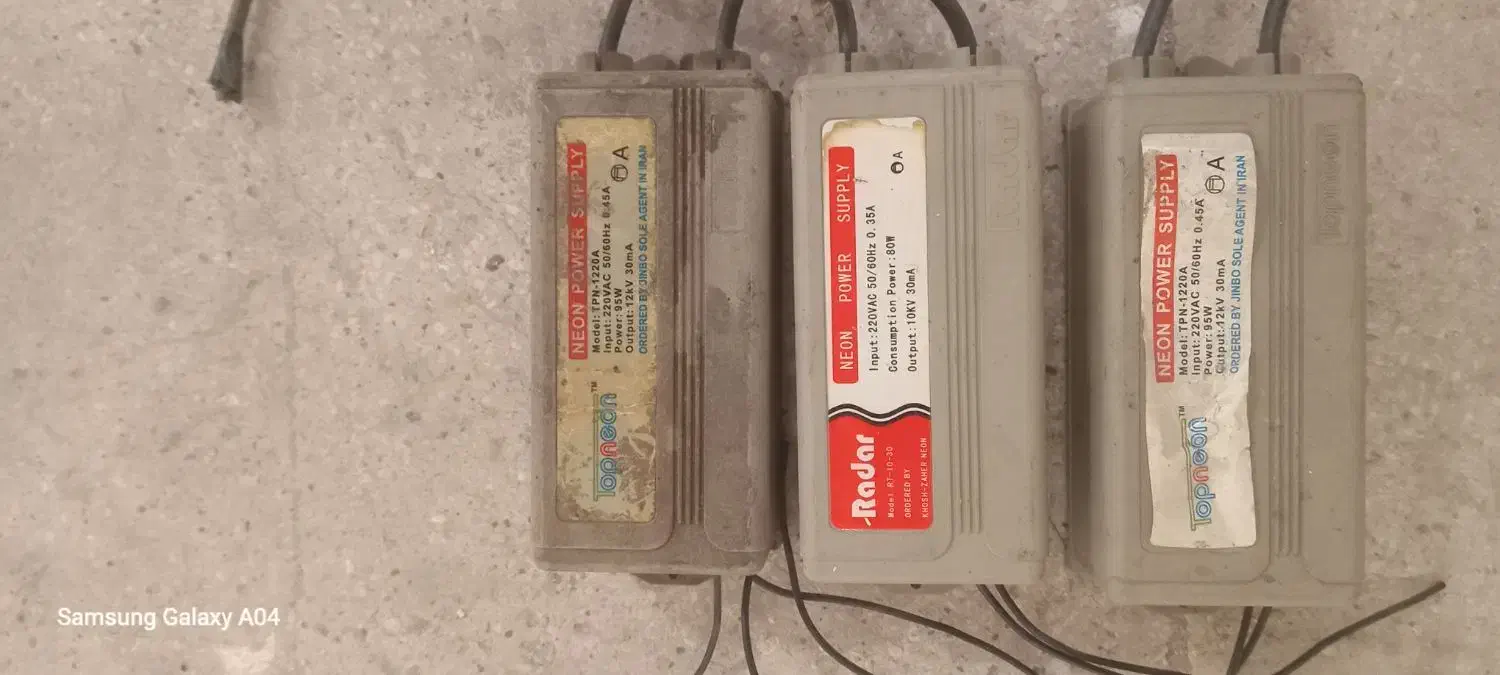 NEON POWER SUPPLY
Model: TPN-1220A
Input: 220VAC 50/60Hz 0.45A
Power: 95W
Output: 12kV 30mA
ORDERED BY JINBO SOLE AGENT IN IRAN
A
Topneon™
NEON, POWER SUPPLY
Input: 220VAC 50/60Hz 0.35A
Consumption Power: 80W
Output: 10KV 30mA
A
Radar
Model RT-10-30
ORDERED BY
KHOSH-ZAHER NEON
NEON POWER SUPPLY
Model: TPN-1220A
Input: 220VAC 50/60Hz 0.45A
Power: 95W
Output: 12kV 30mA
ORDERED BY JINBO SOLE AGENT IN IRAN
A
Topneon™
Samsung Galaxy A04